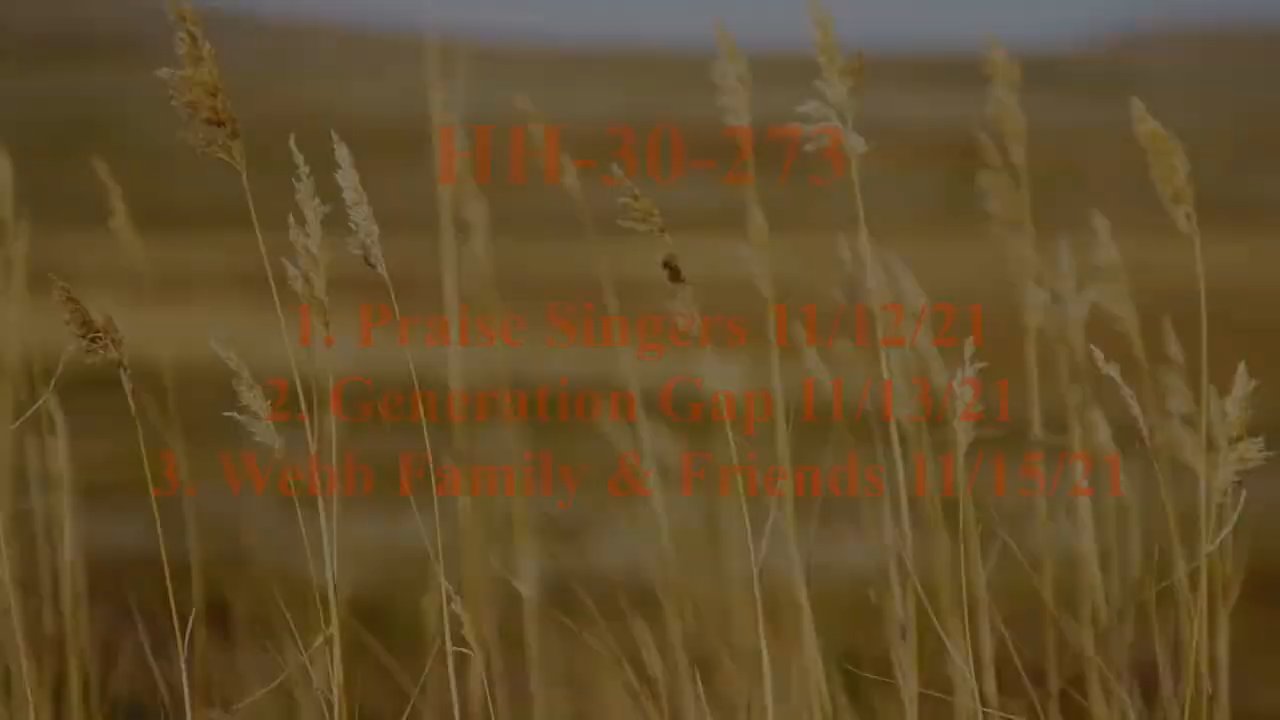 HH-30-273
1. Praise Singers 11/12/21
2. Generation Gap 11/13/21
3. Webb Family & Friends 11/15/21